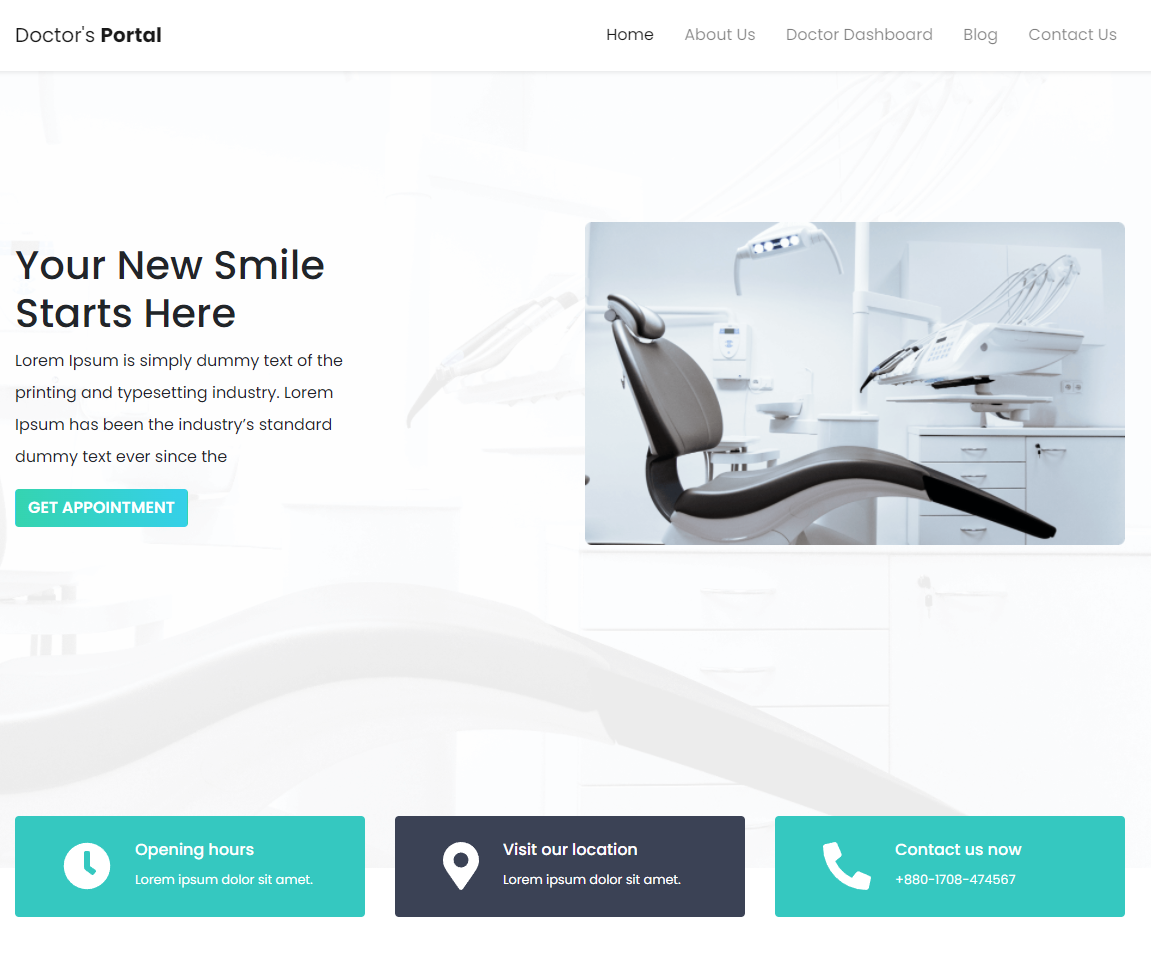 Doctor's Portal
Home About Us Doctor Dashboard Blog Contact Us
Your New Smile
Starts Here
Lorem Ipsum is simply dummy text of the
printing and typesetting industry. Lorem
Ipsum has been the industry’s standard
dummy text ever since the
GET APPOINTMENT
Opening hours
Lorem ipsum dolor sit amet.
Visit our location
Lorem ipsum dolor sit amet.
Contact us now
+880-1708-474567